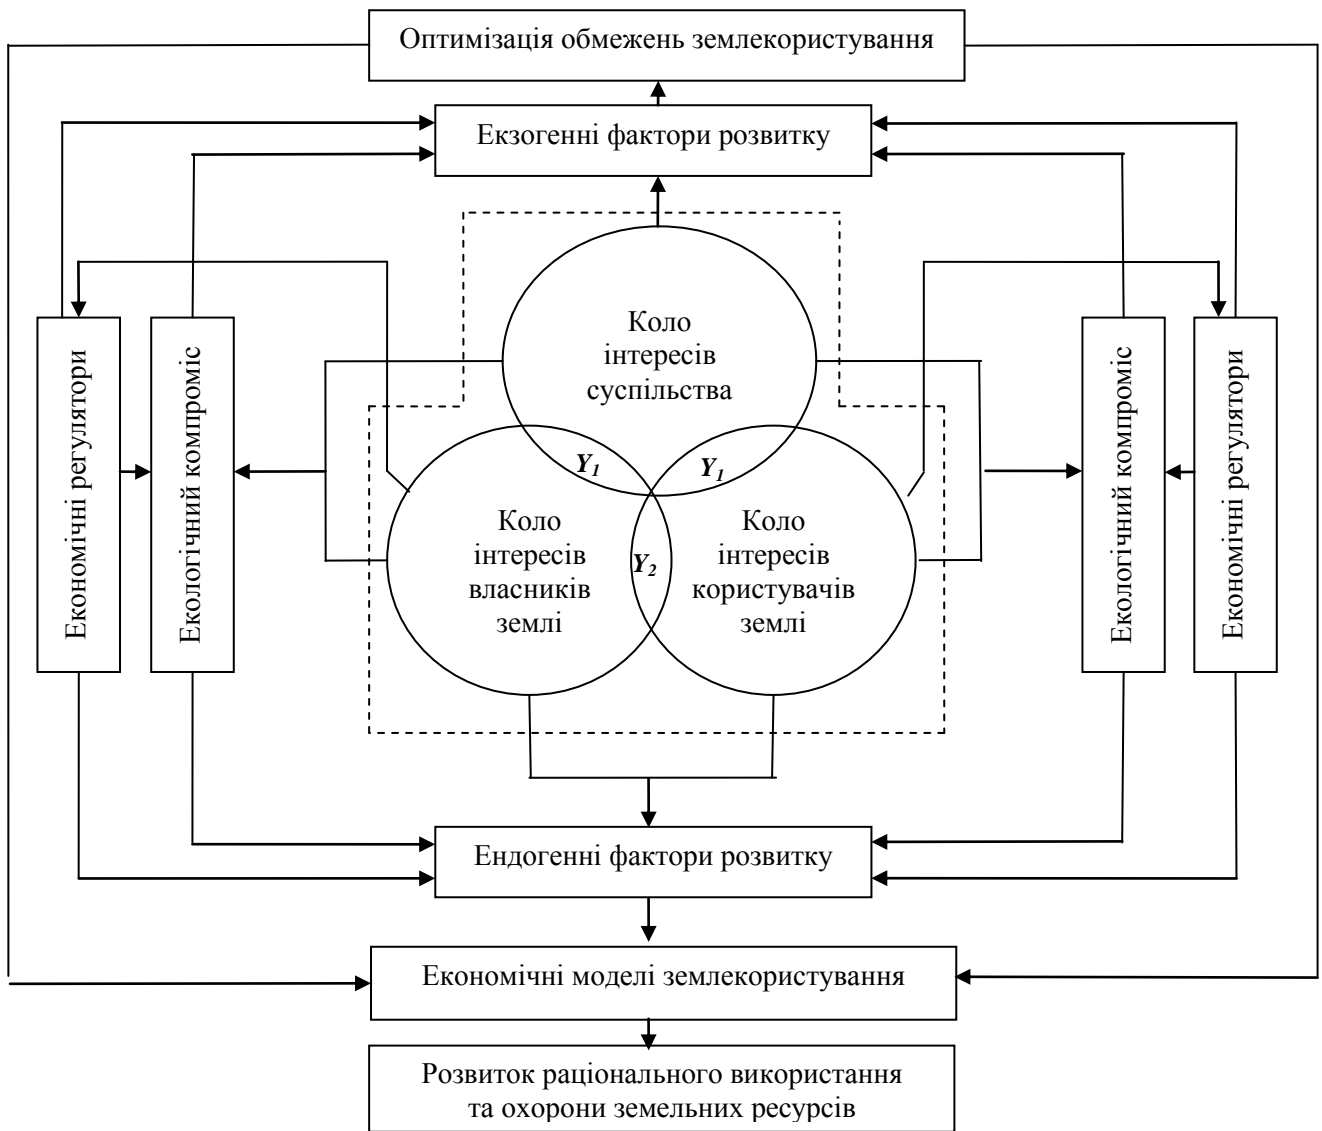 Оптимізація обмежень землекористування
Екзогенні фактори розвитку
Коло
інтересів
суспільства
Економічні регулятори
Екологічний компроміс
Екологічний компроміс
Економічні регулятори
Y1
Y1
Коло
інтересів
власників
землі
Y2
Коло
інтересів
користувачів
землі
Ендогенні фактори розвитку
Економічні моделі землекористування
Розвиток раціонального використання
та охорони земельних ресурсів